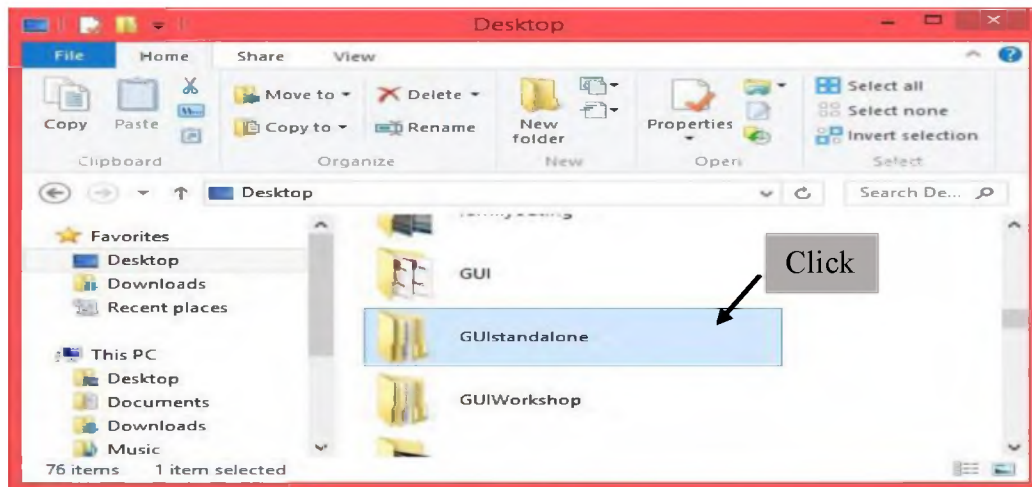 Desktop
File Home Share View
Copy Paste Move to Copy to Delete Rename New folder Properties Select all Select none Invert selection
Clipboard Organize New Open Select
Desktop Search De...
Favorites
Desktop
Downloads
Recent places
This PC
Desktop
Documents
Downloads
Music
GUI
GUIstandalone
GUIWorkshop
Click
76 items 1 item selected